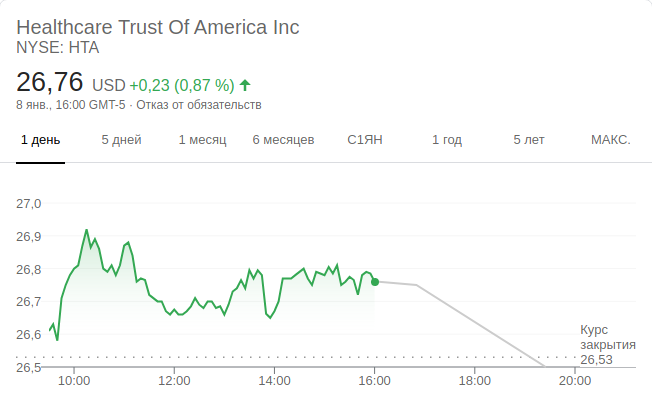 Healthcare Trust Of America Inc
NYSE: HTA
26,76 USD +0,23 (0,87 %)
8 янв., 16:00 GMT-5 · Отказ от обязательств
1 день 5 дней 1 месяц 6 месяцев С1ЯН 1 год 5 лет МАКС.
27,0
26,9
26,8
26,7
26,6
26,5
Курс
закрытия
26,53
10:00 12:00 14:00 16:00 18:00 20:00